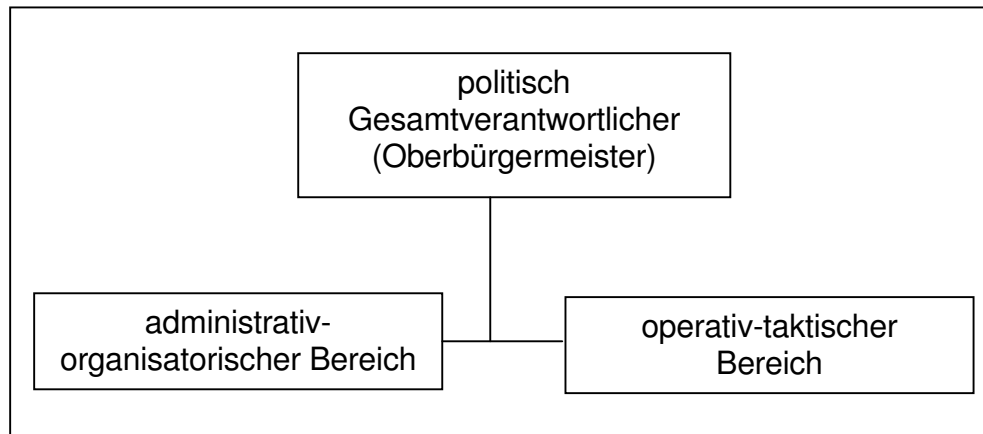 politisch
Gesamtverantwortlicher
(Oberbürgermeister)
administrativ-
organisatorischer Bereich
operativ-taktischer
Bereich